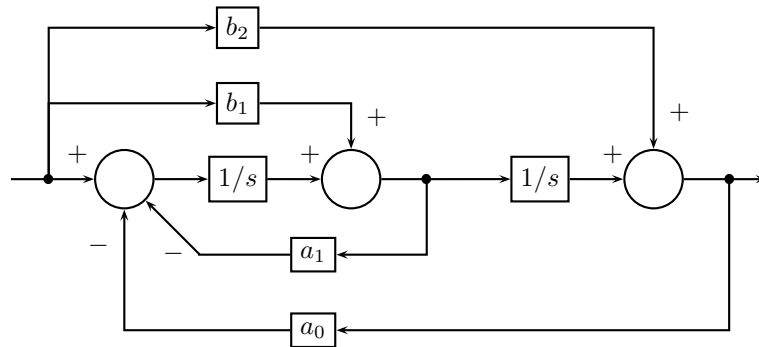 b₂
b₁
+
+
+
1/s
+
1/s
+
−
−
a₁
a₀